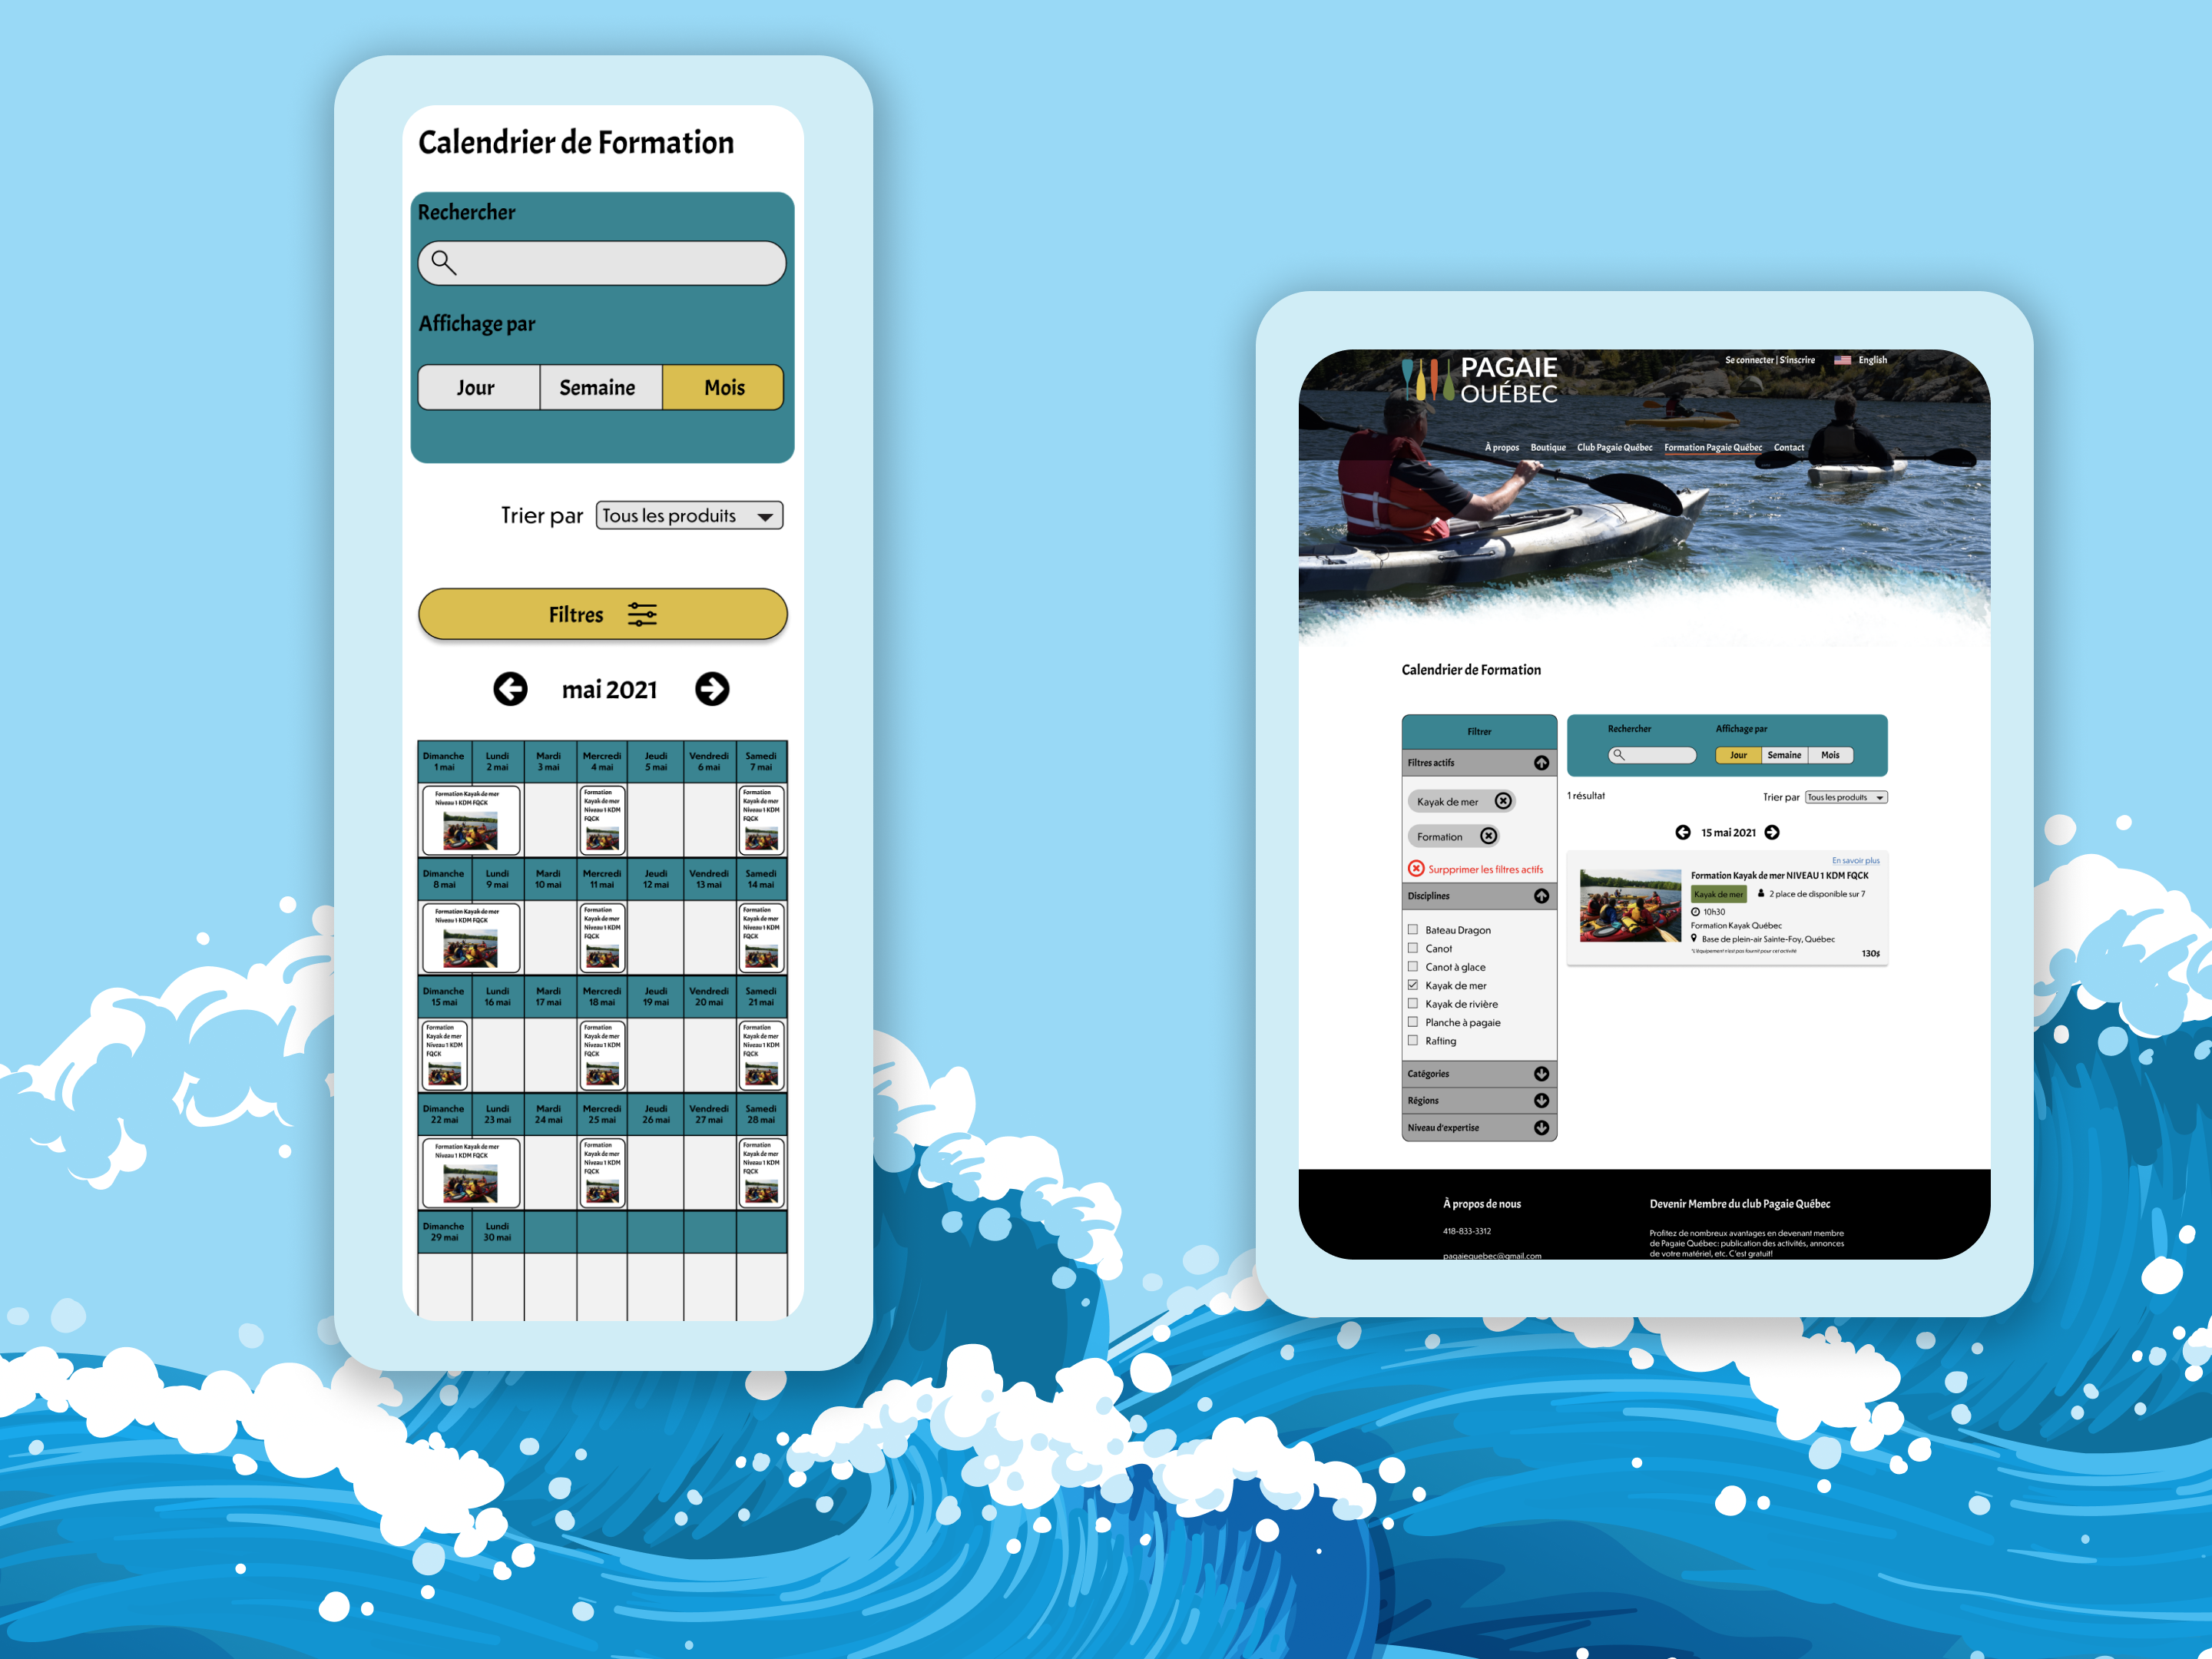 Calendrier de Formation
Rechercher
Affichage par
Jour Semaine Mois
Trier par Tous les produits
Filtres
mai 2021
Dimanche Lundi Mardi Mercredi Jeudi Vendredi Samedi
1 mai 2 mai 3 mai 4 mai 5 mai 6 mai 7 mai
Formation Kayak de mer
Niveau 1 KDM FQCK
Formation
Kayak de mer
Niveau 1 KDM
FQCK
Formation
Kayak de mer
Niveau 1 KDM
FQCK
Dimanche Lundi Mardi Mercredi Jeudi Vendredi Samedi
8 mai 9 mai 10 mai 11 mai 12 mai 13 mai 14 mai
Formation Kayak de mer
Niveau 1 KDM FQCK
Formation
Kayak de mer
Niveau 1 KDM
FQCK
Formation
Kayak de mer
Niveau 1 KDM
FQCK
Dimanche Lundi Mardi Mercredi Jeudi Vendredi Samedi
15 mai 16 mai 17 mai 18 mai 19 mai 20 mai 21 mai
Formation
Kayak de mer
Niveau 1 KDM
FQCK
Formation
Kayak de mer
Niveau 1 KDM
FQCK
Formation
Kayak de mer
Niveau 1 KDM
FQCK
Dimanche Lundi Mardi Mercredi Jeudi Vendredi Samedi
22 mai 23 mai 24 mai 25 mai 26 mai 27 mai 28 mai
Formation Kayak de mer
Niveau 1 KDM FQCK
Formation
Kayak de mer
Niveau 1 KDM
FQCK
Formation
Kayak de mer
Niveau 1 KDM
FQCK
Dimanche Lundi
29 mai 30 mai
PAGAIE
QUÉBEC
Se connecter | S'inscrire English
À propos Boutique Club Pagaie Québec Formation Pagaie Québec Contact
Calendrier de Formation
Filtrer
Filtres actifs
Kayak de mer
Formation
Surpprimer les filtres actifs
Disciplines
Bateau Dragon
Canot
Canot à glace
Kayak de mer
Kayak de rivière
Planche à pagaie
Rafting
Catégories
Régions
Niveau d'expertise
Rechercher Affichage par
Jour Semaine Mois
1 résultat Trier par Tous les produits
15 mai 2021
En savoir plus
Formation Kayak de mer NIVEAU 1 KDM FQCK
Kayak de mer 2 place de disponible sur 7
10h30
Formation Kayak Québec
Base de plein-air Sainte-Foy, Québec
*L'équipement n'est pas fournit pour cet activité
130$
À propos de nous
418-833-3312
pagaiequebec@gmail.com
Devenir Membre du club Pagaie Québec
Profitez de nombreux avantages en devenant membre
de Pagaie Québec: publication des activités, annonces
de votre matériel, etc. C'est gratuit!